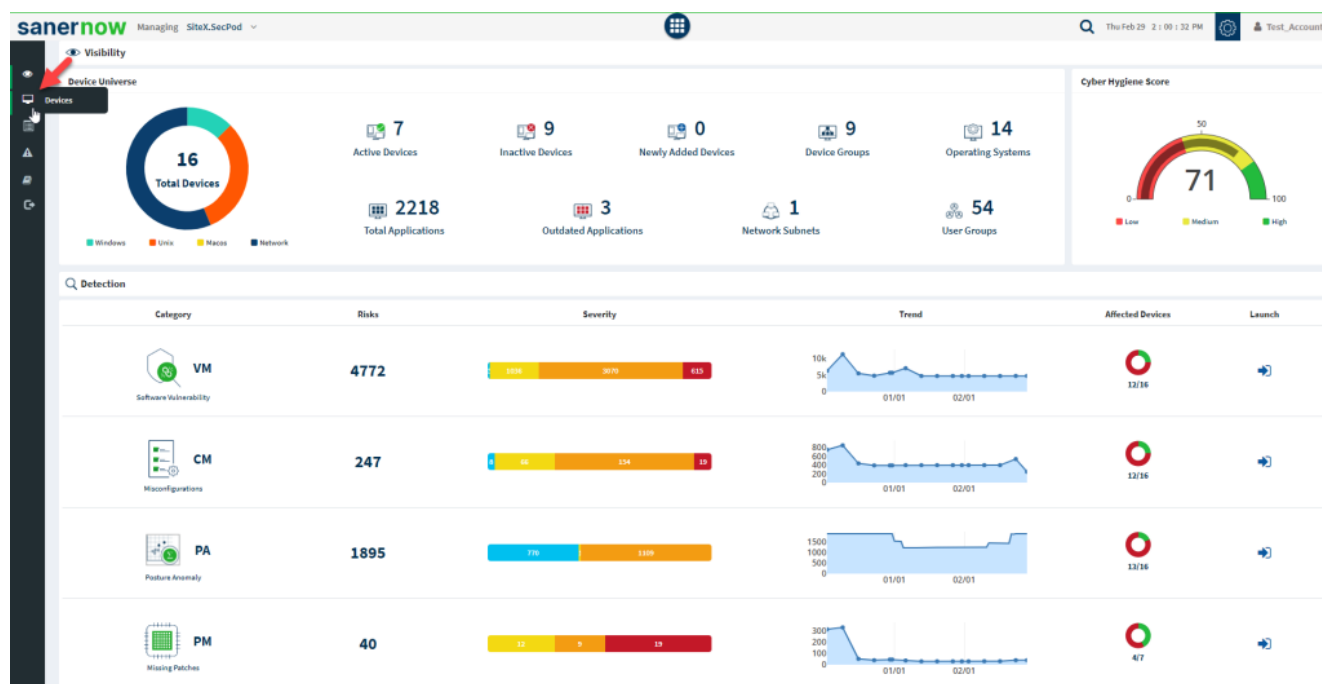 sanernow Managing SiteX.SecPod Thu Feb 29 2 : 00 : 32 PM Test_Account
Visibility
Device Universe
Cyber Hygiene Score
Devices
16
Total Devices
Windows Unix Macos Network
7
Active Devices
9
Inactive Devices
0
Newly Added Devices
9
Device Groups
14
Operating Systems
2218
Total Applications
3
Outdated Applications
1
Network Subnets
54
User Groups
50
71
0 100
Low Medium High
Detection
Category Risks Severity Trend Affected Devices Launch
VM
Software Vulnerability
4772
3070 615
10k
5k
0
01/01 02/01
12/16
CM
Misconfigurations
247
154 19
800
600
400
200
0
01/01 02/01
12/16
PA
Posture Anomaly
1895
770 1109
1500
1000
500
0
01/01 02/01
13/16
PM
Missing Patches
40
12 9 19
300
200
100
0
01/01 02/01
4/7